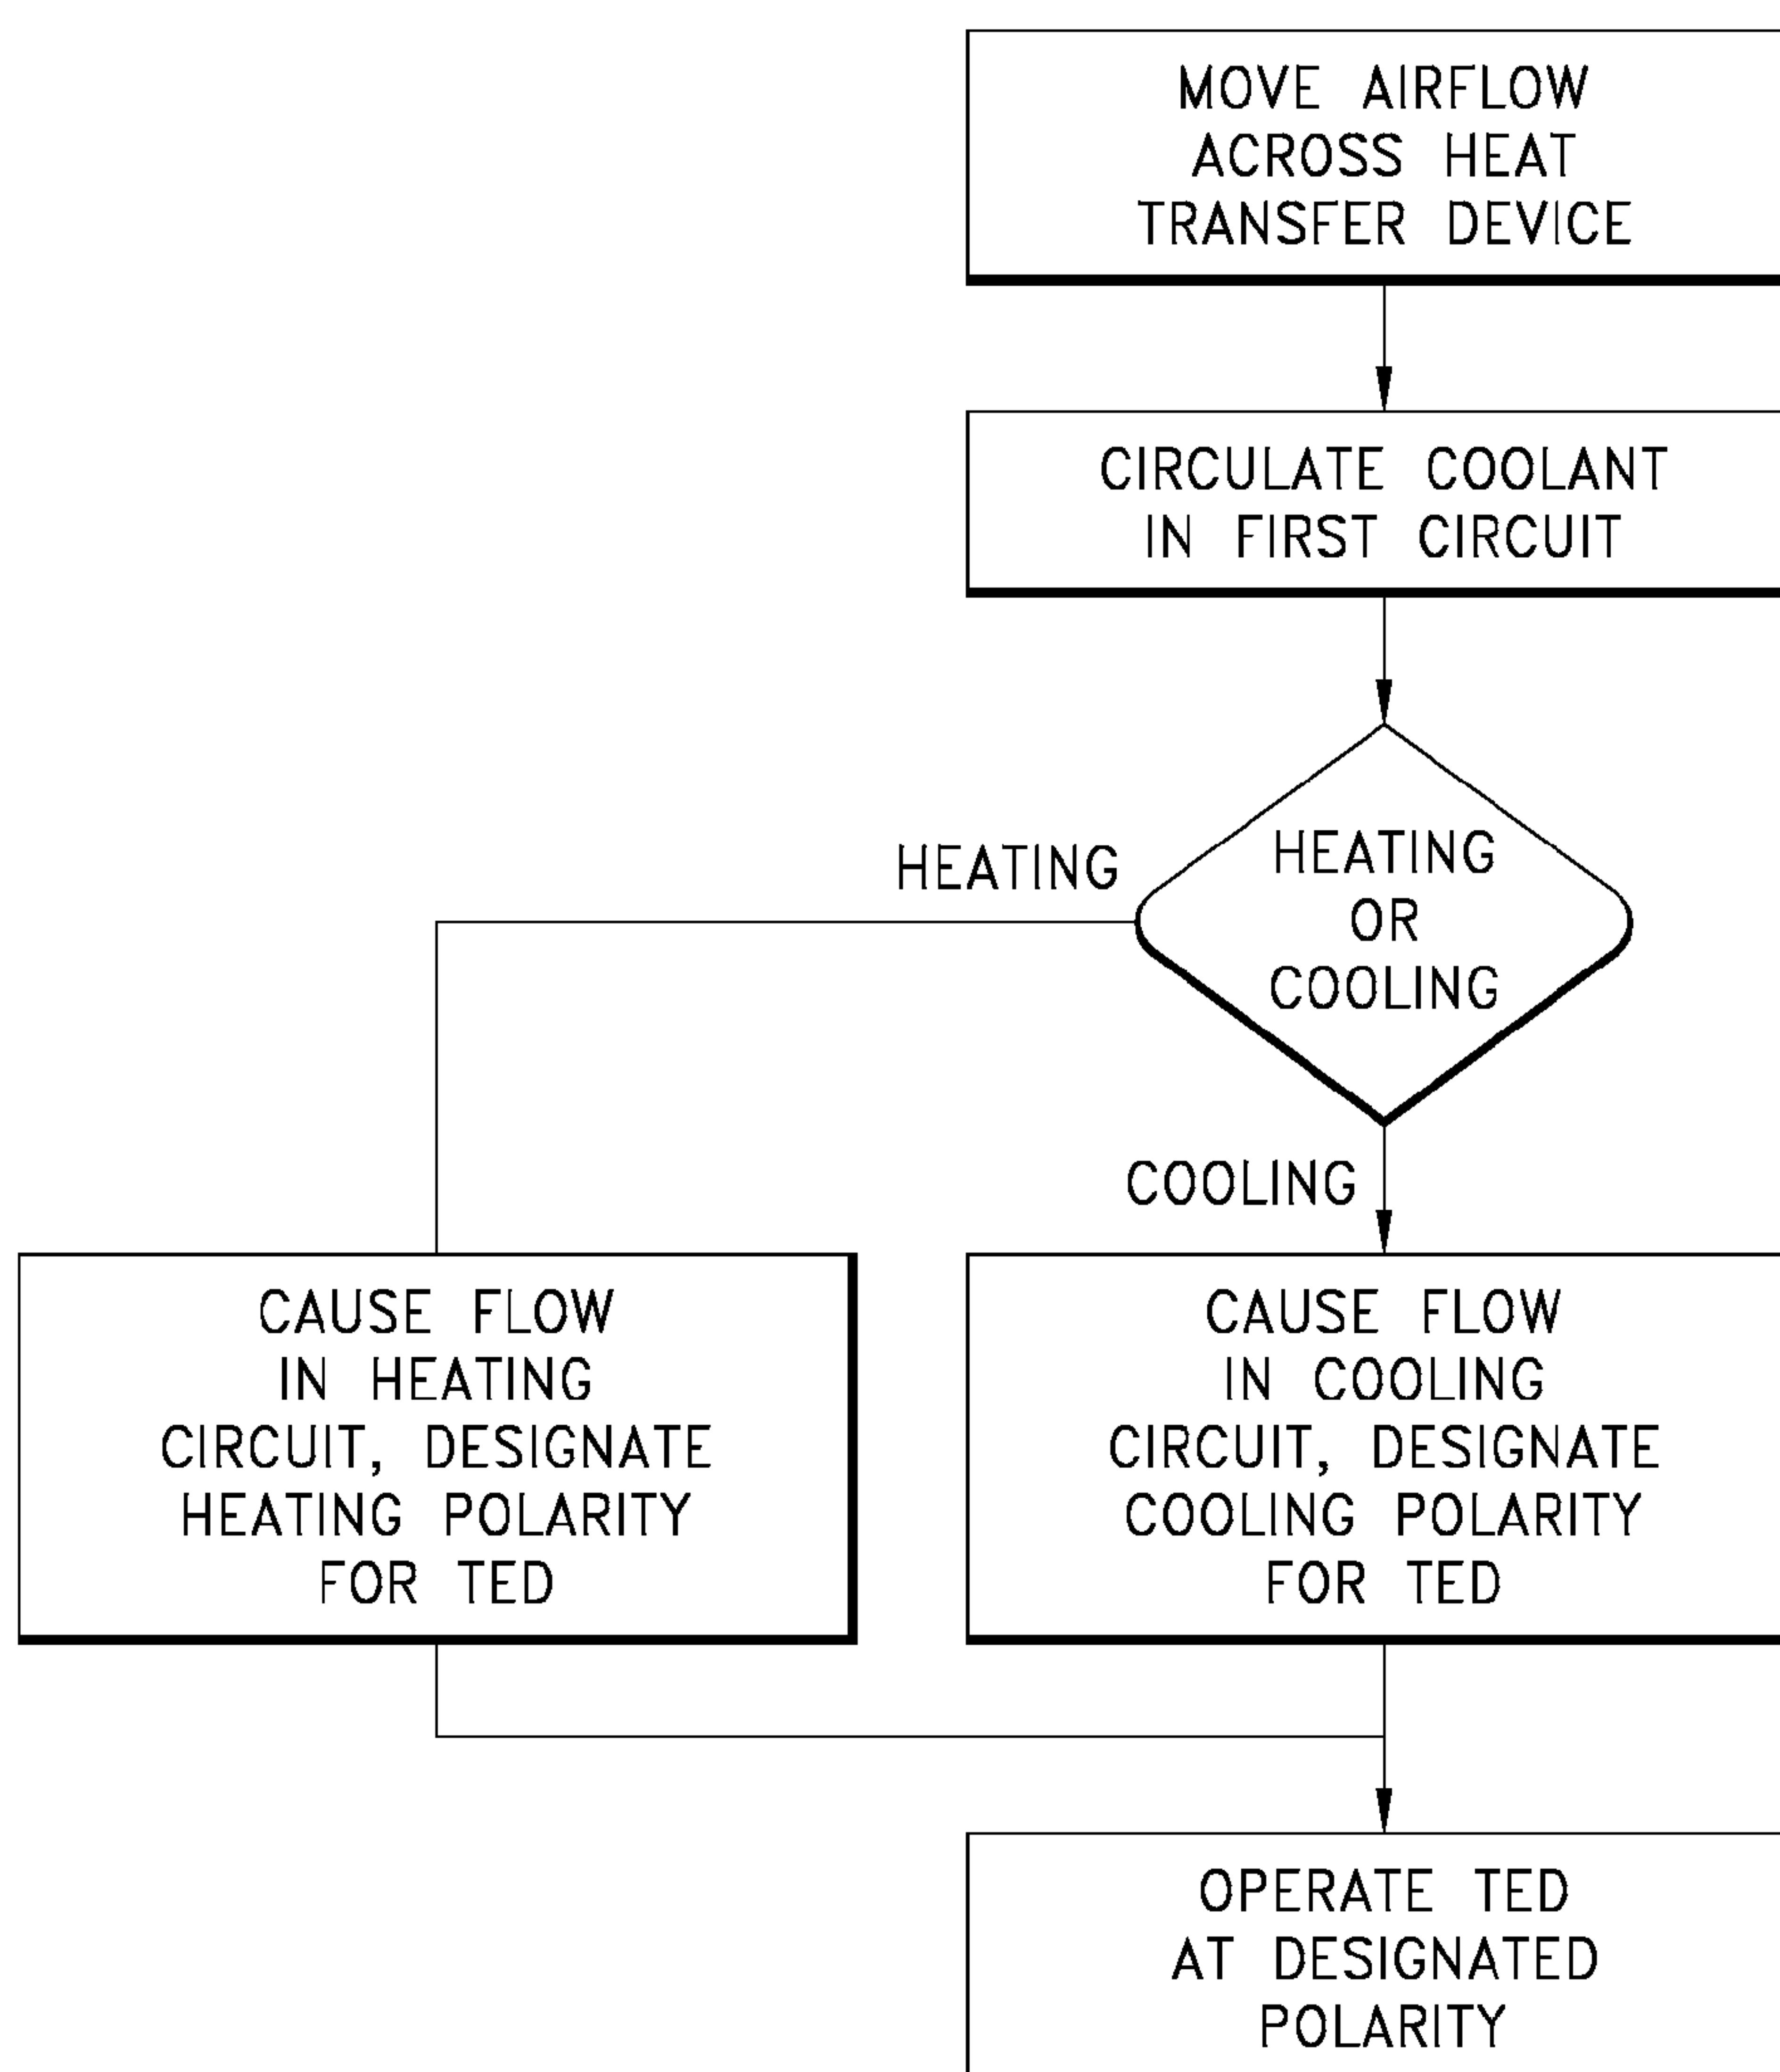 MOVE AIRFLOW
ACROSS HEAT
TRANSFER DEVICE
CIRCULATE COOLANT
IN FIRST CIRCUIT
HEATING
OR
COOLING
HEATING
COOLING
CAUSE FLOW
IN HEATING
CIRCUIT, DESIGNATE
HEATING POLARITY
FOR TED
CAUSE FLOW
IN COOLING
CIRCUIT, DESIGNATE
COOLING POLARITY
FOR TED
OPERATE TED
AT DESIGNATED
POLARITY